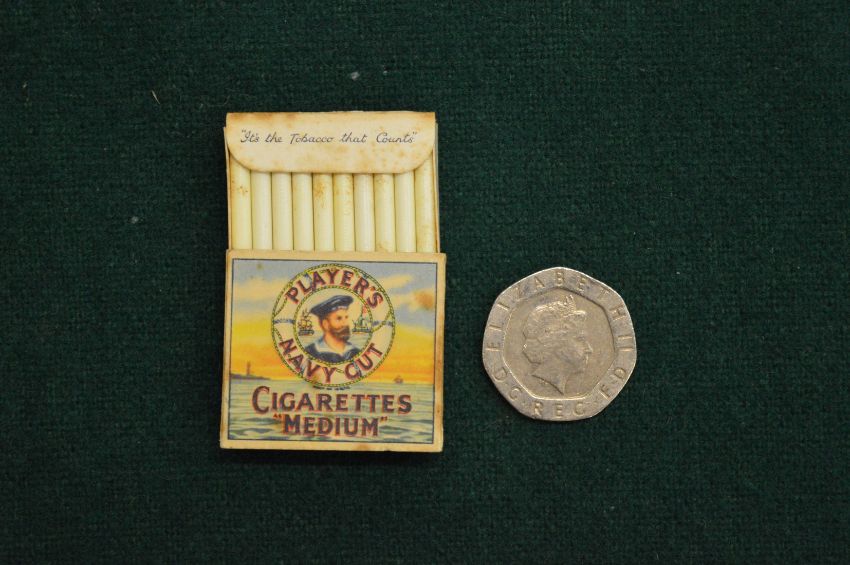 "It's the Tobacco that Counts"
PLAYER'S
NAVY CUT
CIGARETTES
"MEDIUM"
ELIZABETH II
D·G·REG·F·D